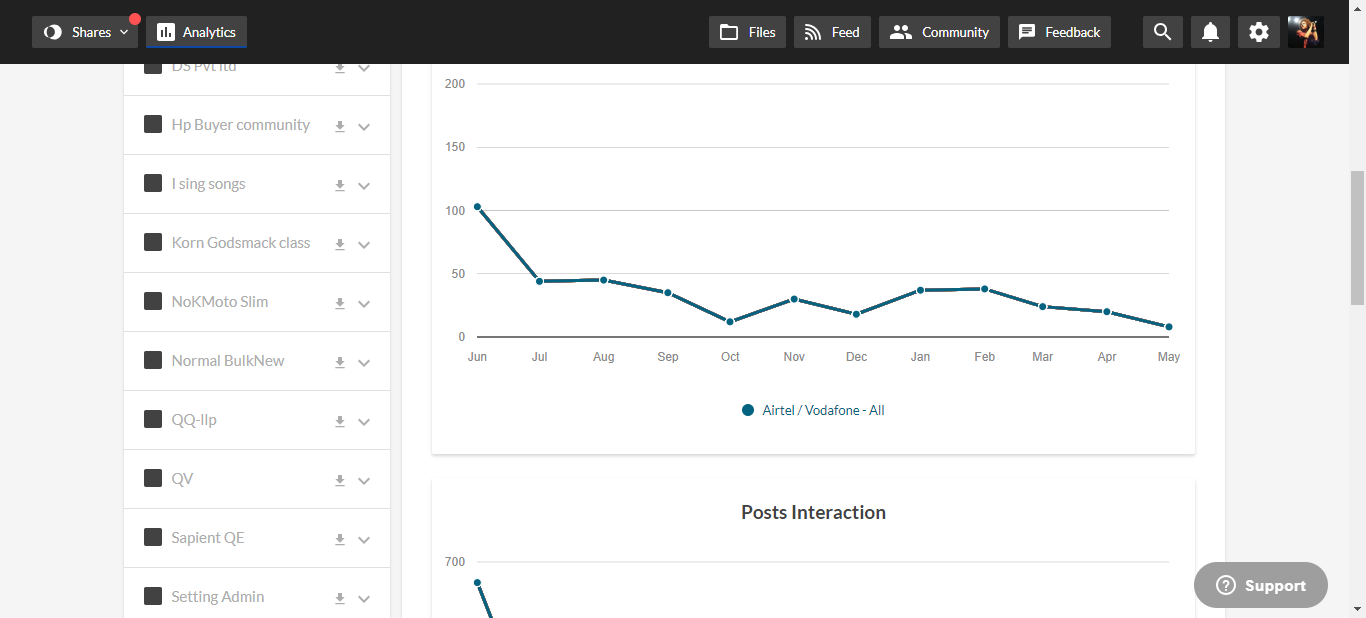 Shares
Analytics
Files
Feed
Community
Feedback
DS Pvt ltd
Hp Buyer community
I sing songs
Korn Godsmack class
NoKMoto Slim
Normal BulkNew
QQ-llp
QV
Sapient QE
Setting Admin
200
150
100
50
0
Jun Jul Aug Sep Oct Nov Dec Jan Feb Mar Apr May
Airtel / Vodafone - All
Posts Interaction
700
Support